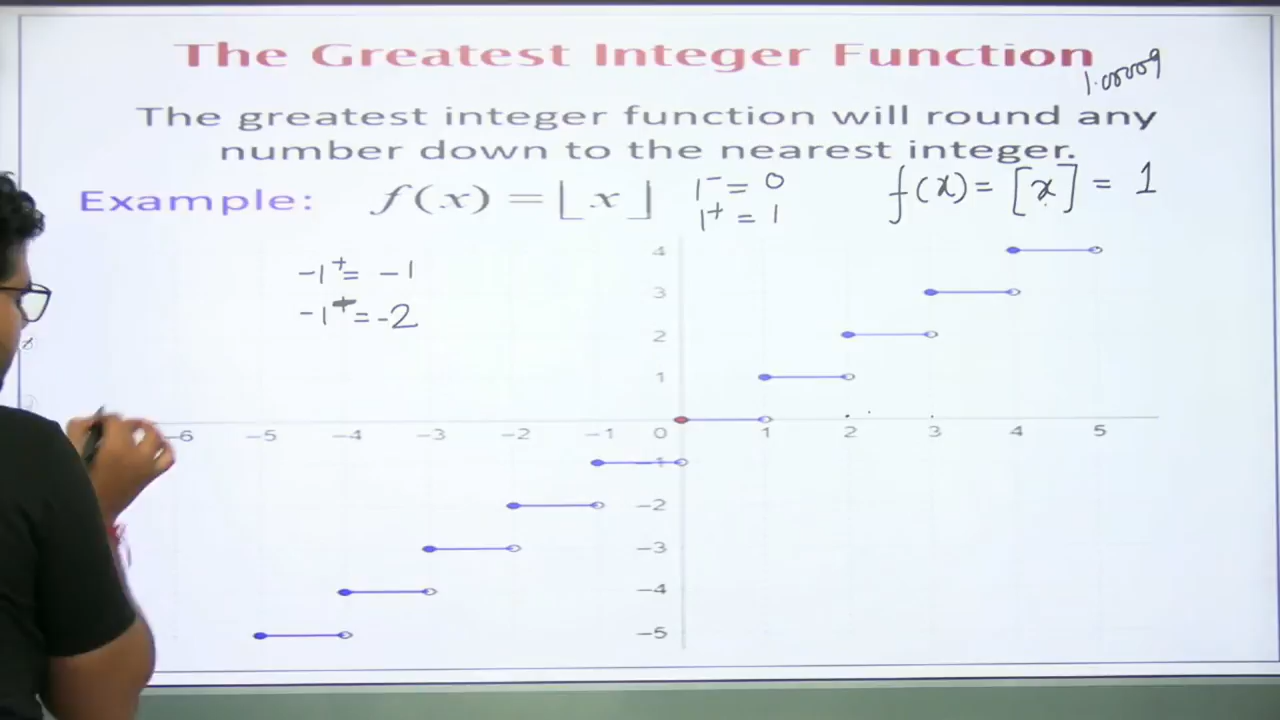 The Greatest Integer Function
1.00009
The greatest integer function will round any
number down to the nearest integer.
Example: f(x) = ⌊x⌋
1⁻ = 0
1⁺ = 1
f(x) = [x] = 1
-1⁺ = -1
-1⁺ = -2
4
3
2
1
-6 -5 -4 -3 -2 -1 0 1 2 3 4 5
-1
-2
-3
-4
-5